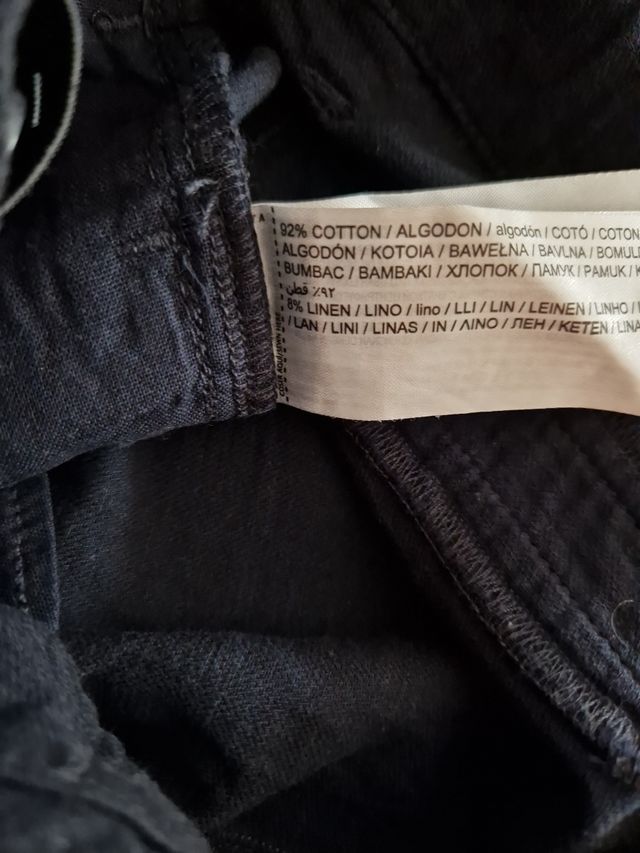 92% COTTON / ALGODON / algodón / COTÓ / COTON
ALGODÓN / KOTOIA / BAWEŁNA / BAVLNA / BOMULD
BUMBAC / BAMBAKI / ХЛОПОК / ПАМУК / PAMUK / K
٩٢٪ قطن
8% LINEN / LINO / lino / LLI / LIN / LEINEN / LINHO /
/ LAN / LINI / LINAS / IN / ΛΙΝΟ / ЛЕН / KETEN / LINA